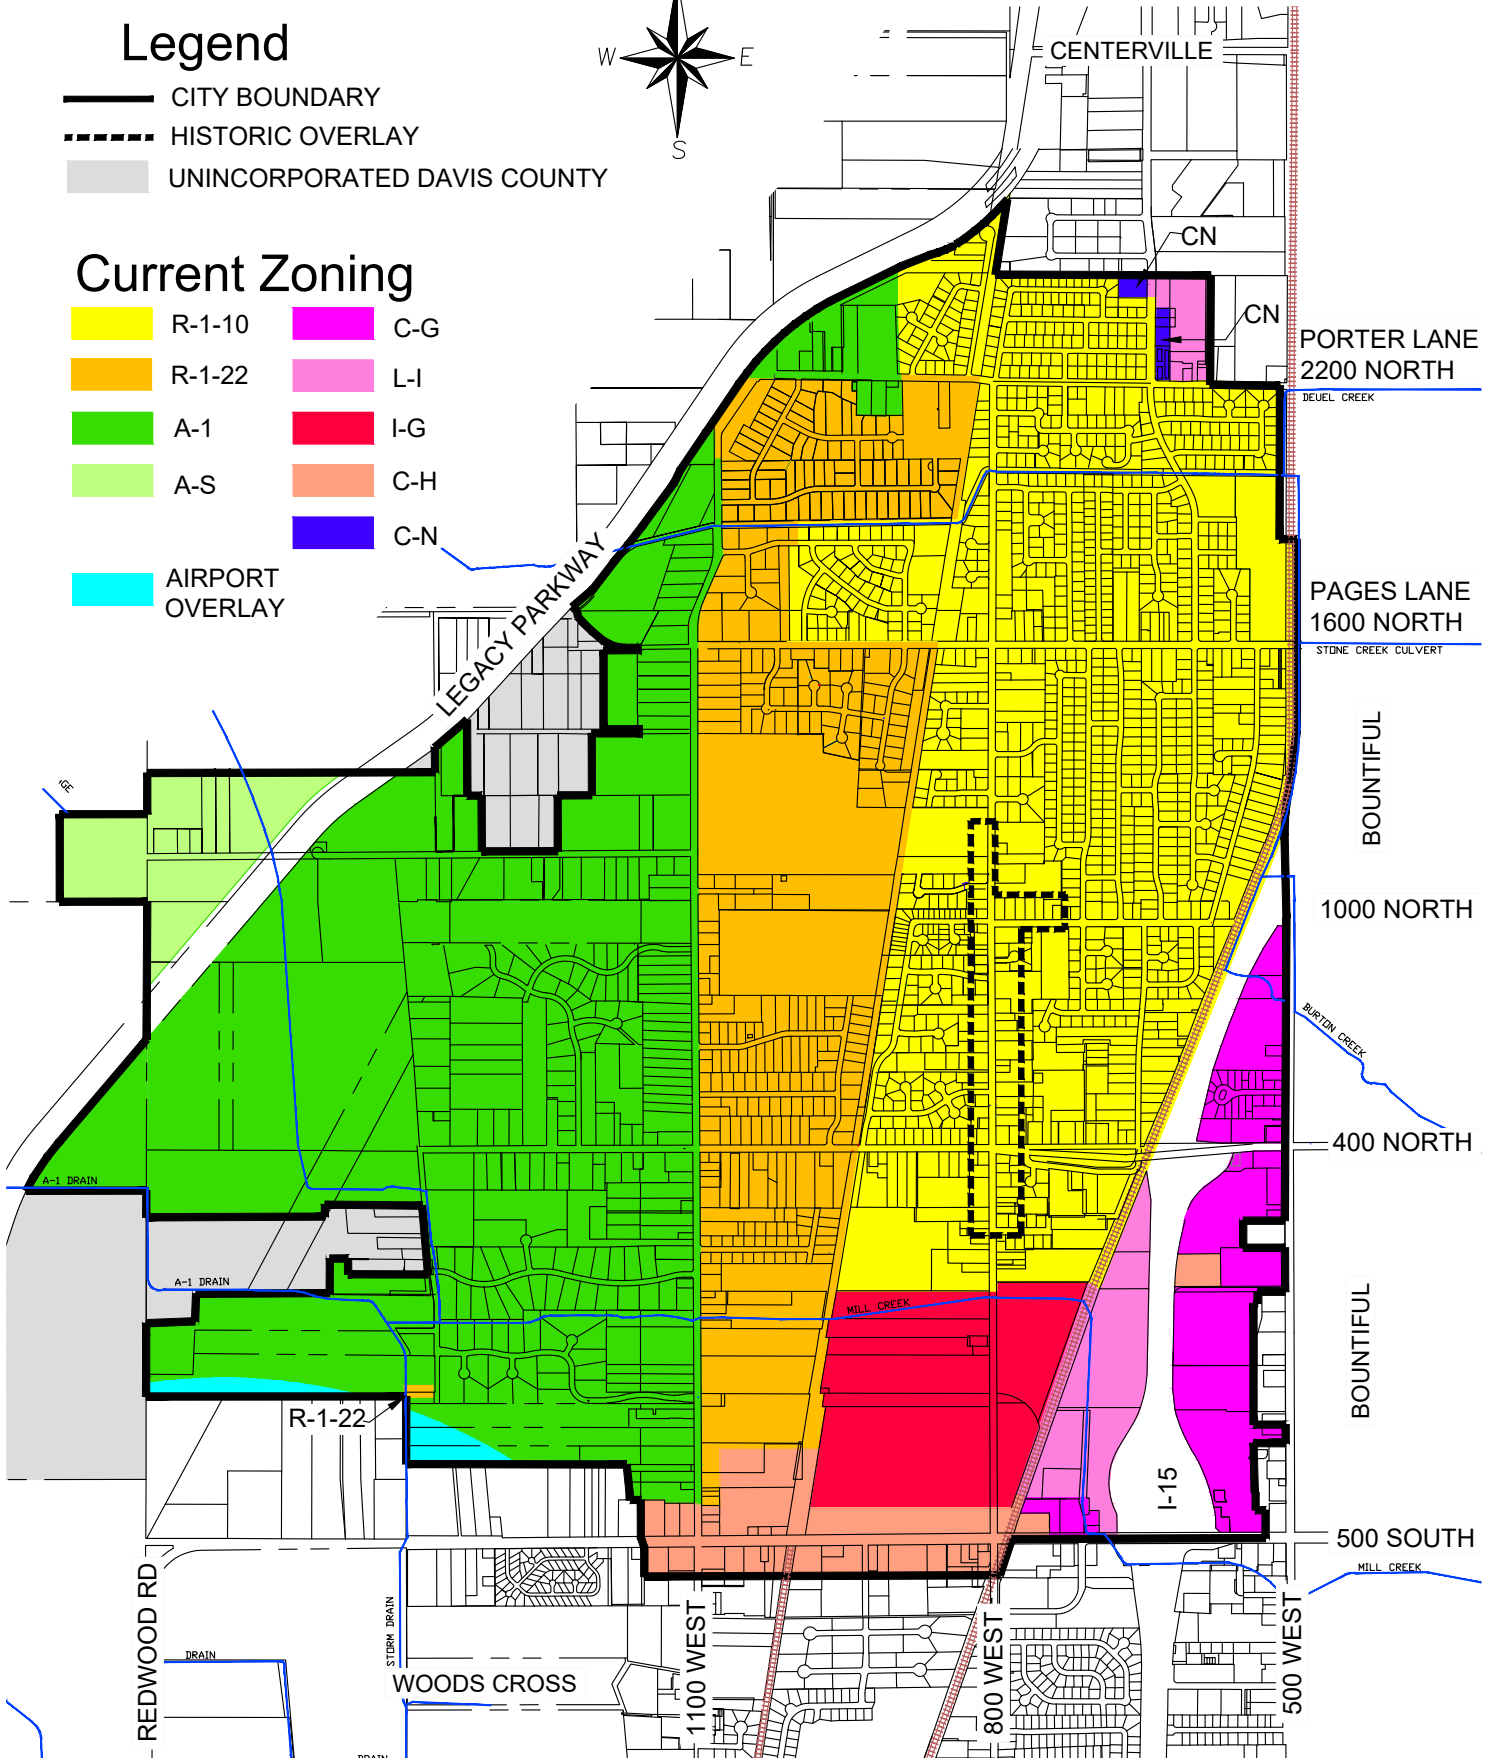 Legend
CITY BOUNDARY
HISTORIC OVERLAY
UNINCORPORATED DAVIS COUNTY
W
E
S
CENTERVILLE
Current Zoning
R-1-10
C-G
R-1-22
L-I
A-1
I-G
A-S
C-H
C-N
AIRPORT
OVERLAY
CN
CN
PORTER LANE
2200 NORTH
DEUEL CREEK
LEGACY PARKWAY
PAGES LANE
1600 NORTH
STONE CREEK CULVERT
BOUNTIFUL
1000 NORTH
BURTON CREEK
400 NORTH
A-1 DRAIN
A-1 DRAIN
MILL CREEK
BOUNTIFUL
R-1-22
I-15
500 SOUTH
MILL CREEK
REDWOOD RD
STORM DRAIN
DRAIN
WOODS CROSS
1100 WEST
800 WEST
500 WEST
DRAIN